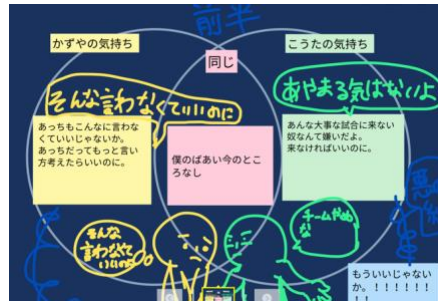 前半
かずやの気持ち
同じ
こうたの気持ち
そんな言わなくていいのに
あやまる気はないよ
あっちもこんなに言わな
くていいじゃないか。
あっちだってもっと言い
方考えたらいいのに。
僕のばあい今のとこ
ろなし
あんな大事な試合に来ない
奴なんて嫌いだよ。
来なければいいのに。
そんな
言わなくて
いいのに
チームやめ
な
もういいじゃない
か。！！！！！！
！！